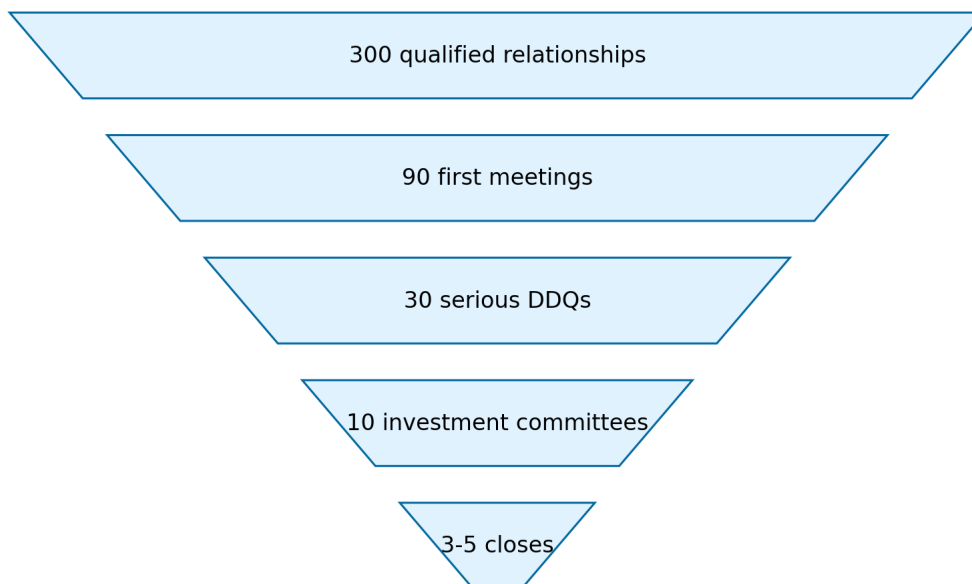 300 qualified relationships
90 first meetings
30 serious DDQs
10 investment committees
3-5 closes